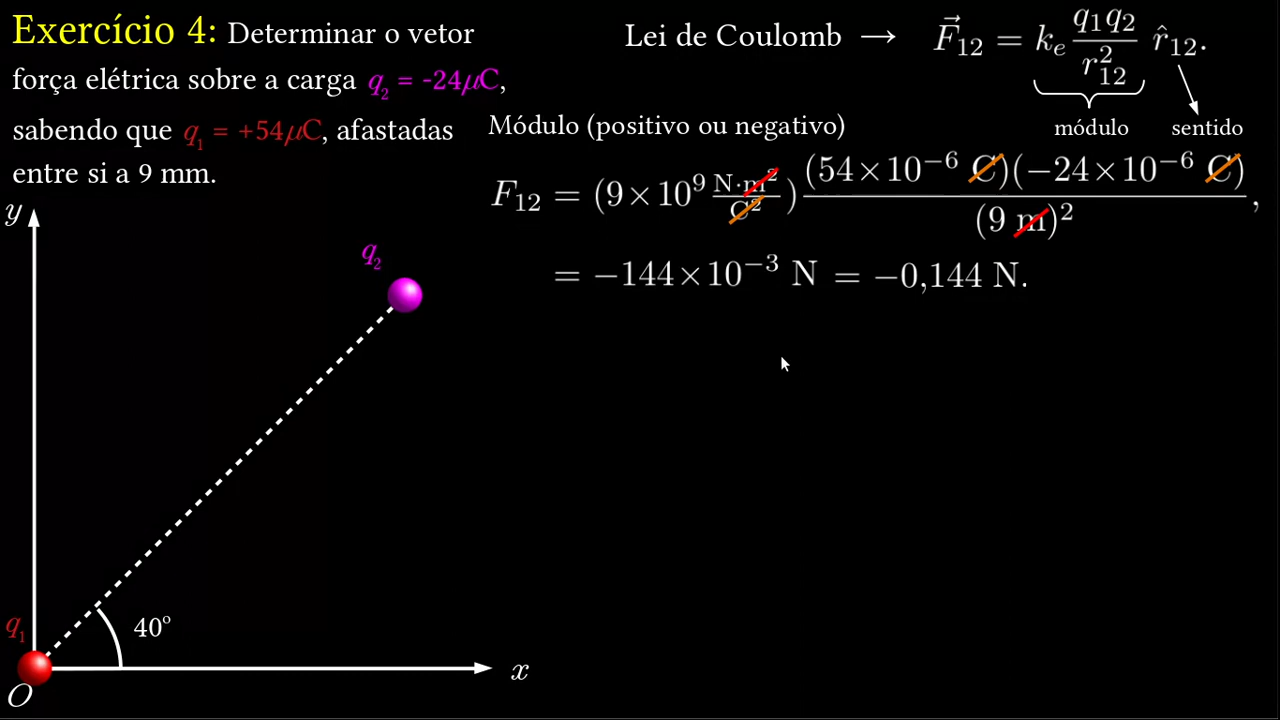 Exercício 4: Determinar o vetor
força elétrica sobre a carga q₂ = -24μC,
sabendo que q₁ = +54μC, afastadas
entre si a 9 mm.
Lei de Coulomb → F⃗₁₂ = kₑ q₁q₂/r₁₂² r̂₁₂.
módulo sentido
Módulo (positivo ou negativo)
F₁₂ = (9×10⁹ N·m²/C²) (54×10⁻⁶ C)(−24×10⁻⁶ C)/(9 m)²,
= −144×10⁻³ N = −0,144 N.
y
q₂
q₁
40º
x
O